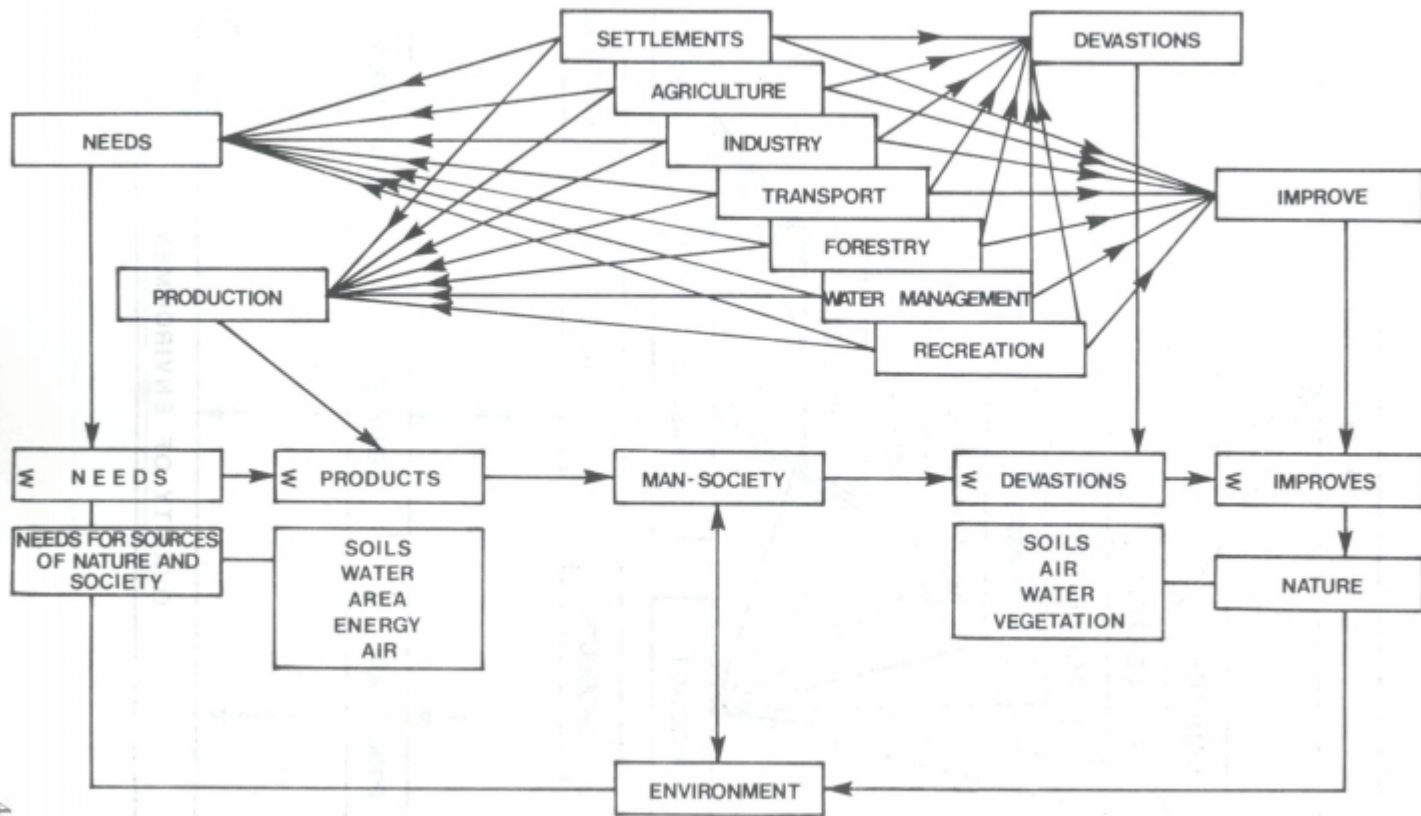 SETTLEMENTS
DEVASTIONS
AGRICULTURE
NEEDS
INDUSTRY
TRANSPORT
IMPROVE
FORESTRY
PRODUCTION
WATER MANAGEMENT
RECREATION
NEEDS
PRODUCTS
MAN-SOCIETY
DEVASTIONS
IMPROVES
NEEDS FOR SOURCES
OF NATURE AND
SOCIETY
SOILS
WATER
AREA
ENERGY
AIR
SOILS
AIR
WATER
VEGETATION
NATURE
ENVIRONMENT